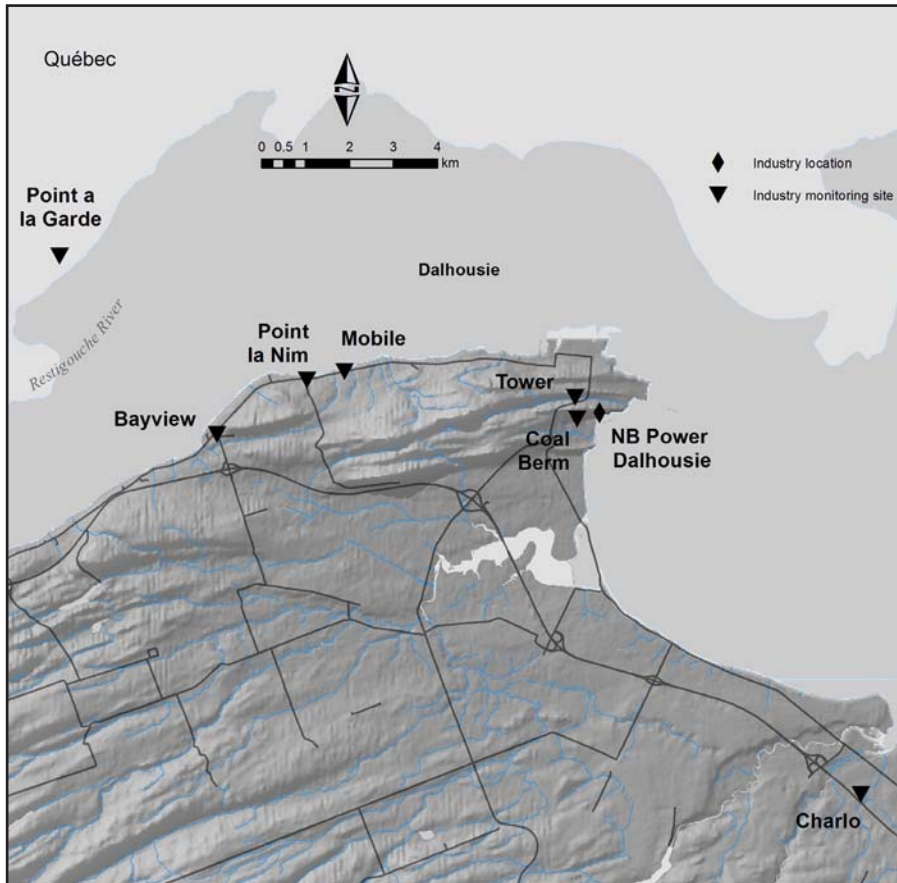 Québec
N
0 0.5 1 2 3 4
km
Industry location
Industry monitoring site
Point a
la Garde
Dalhousie
Restigouche River
Point
la Nim
Mobile
Bayview
Tower
Coal
Berm
NB Power
Dalhousie
Charlo